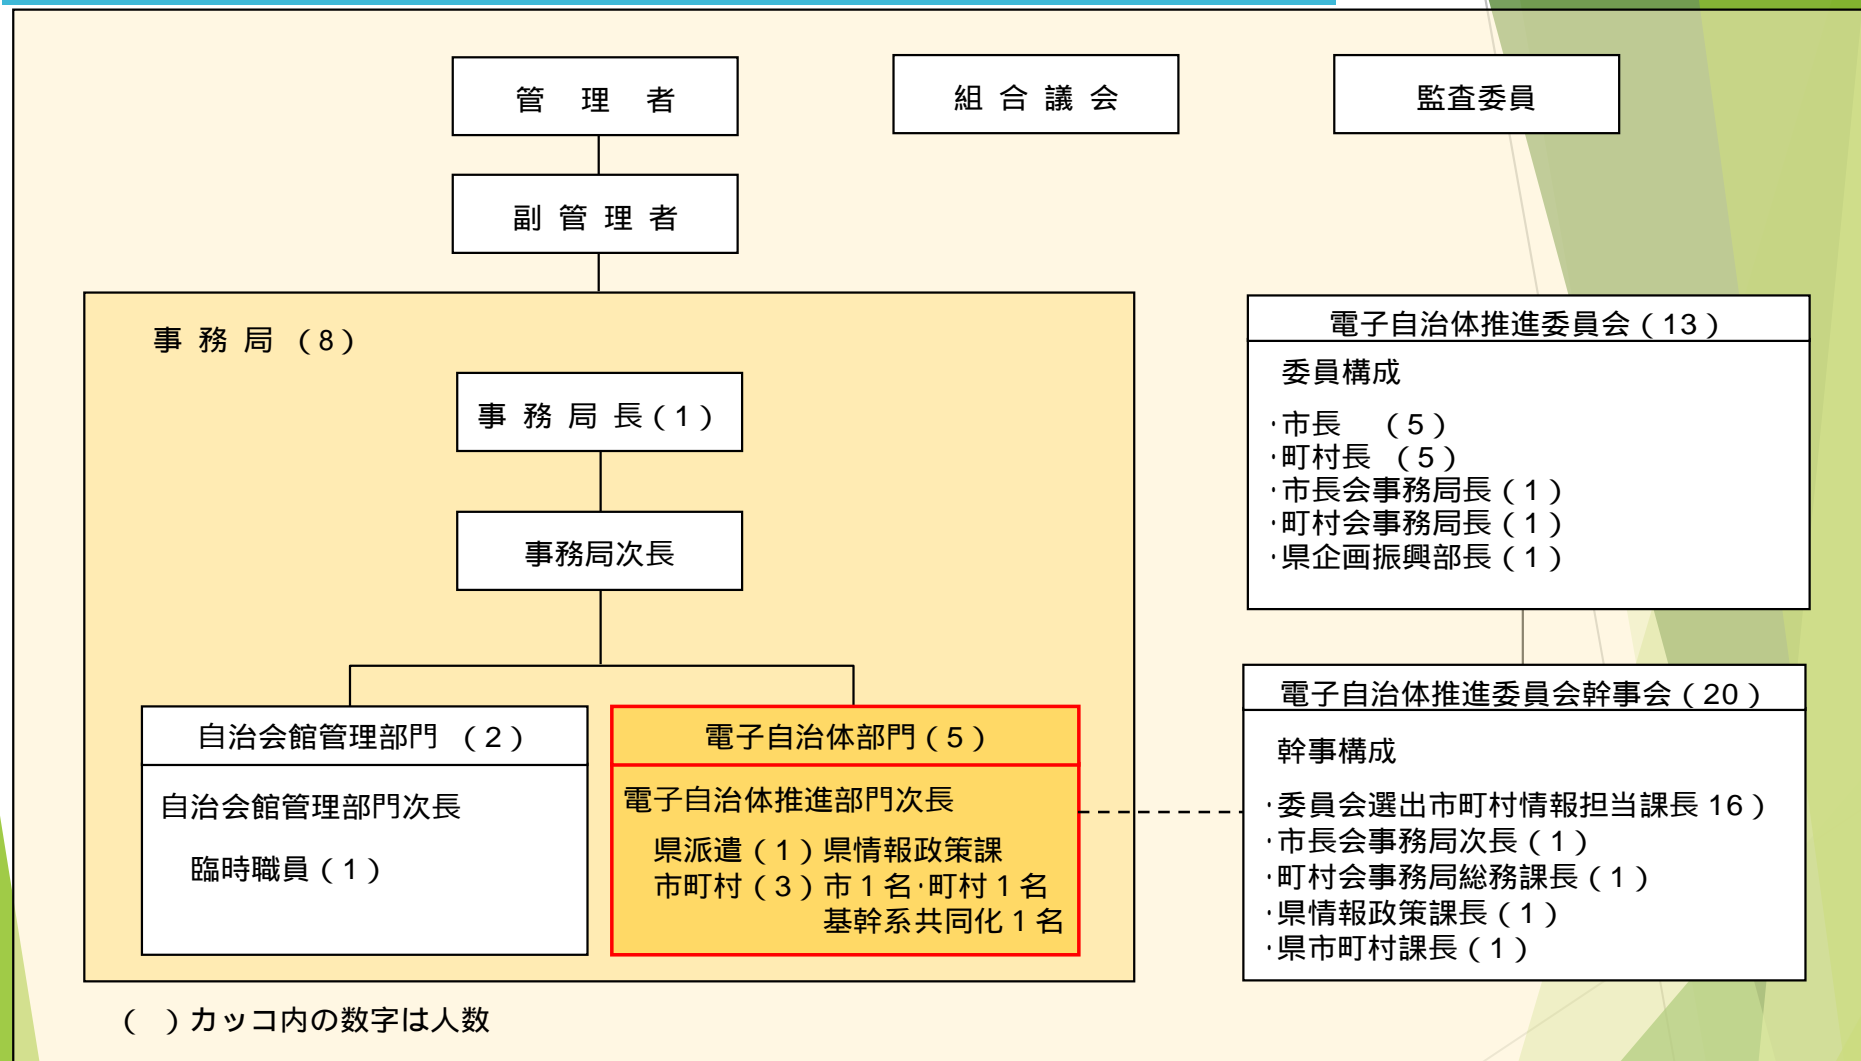 管 理 者
組 合 議 会
監査委員
副 管 理 者
事 務 局 (8)
事 務 局 長(1)
事務局次長
自治会館管理部門 (2)
自治会館管理部門次長
臨時職員(1)
電子自治体部門(5)
電子自治体推進部門次長
県派遣(1)県情報政策課
市町村(3)市1名・町村1名
基幹系共同化1名
電子自治体推進委員会(13)
委員構成
・市長 (5)
・町村長 (5)
・市長会事務局長(1)
・町村会事務局長(1)
・県企画振興部長(1)
電子自治体推進委員会幹事会(20)
幹事構成
・委員会選出市町村情報担当課長 16)
・市長会事務局次長(1)
・町村会事務局総務課長(1)
・県情報政策課長(1)
・県市町村課長(1)
( )カッコ内の数字は人数